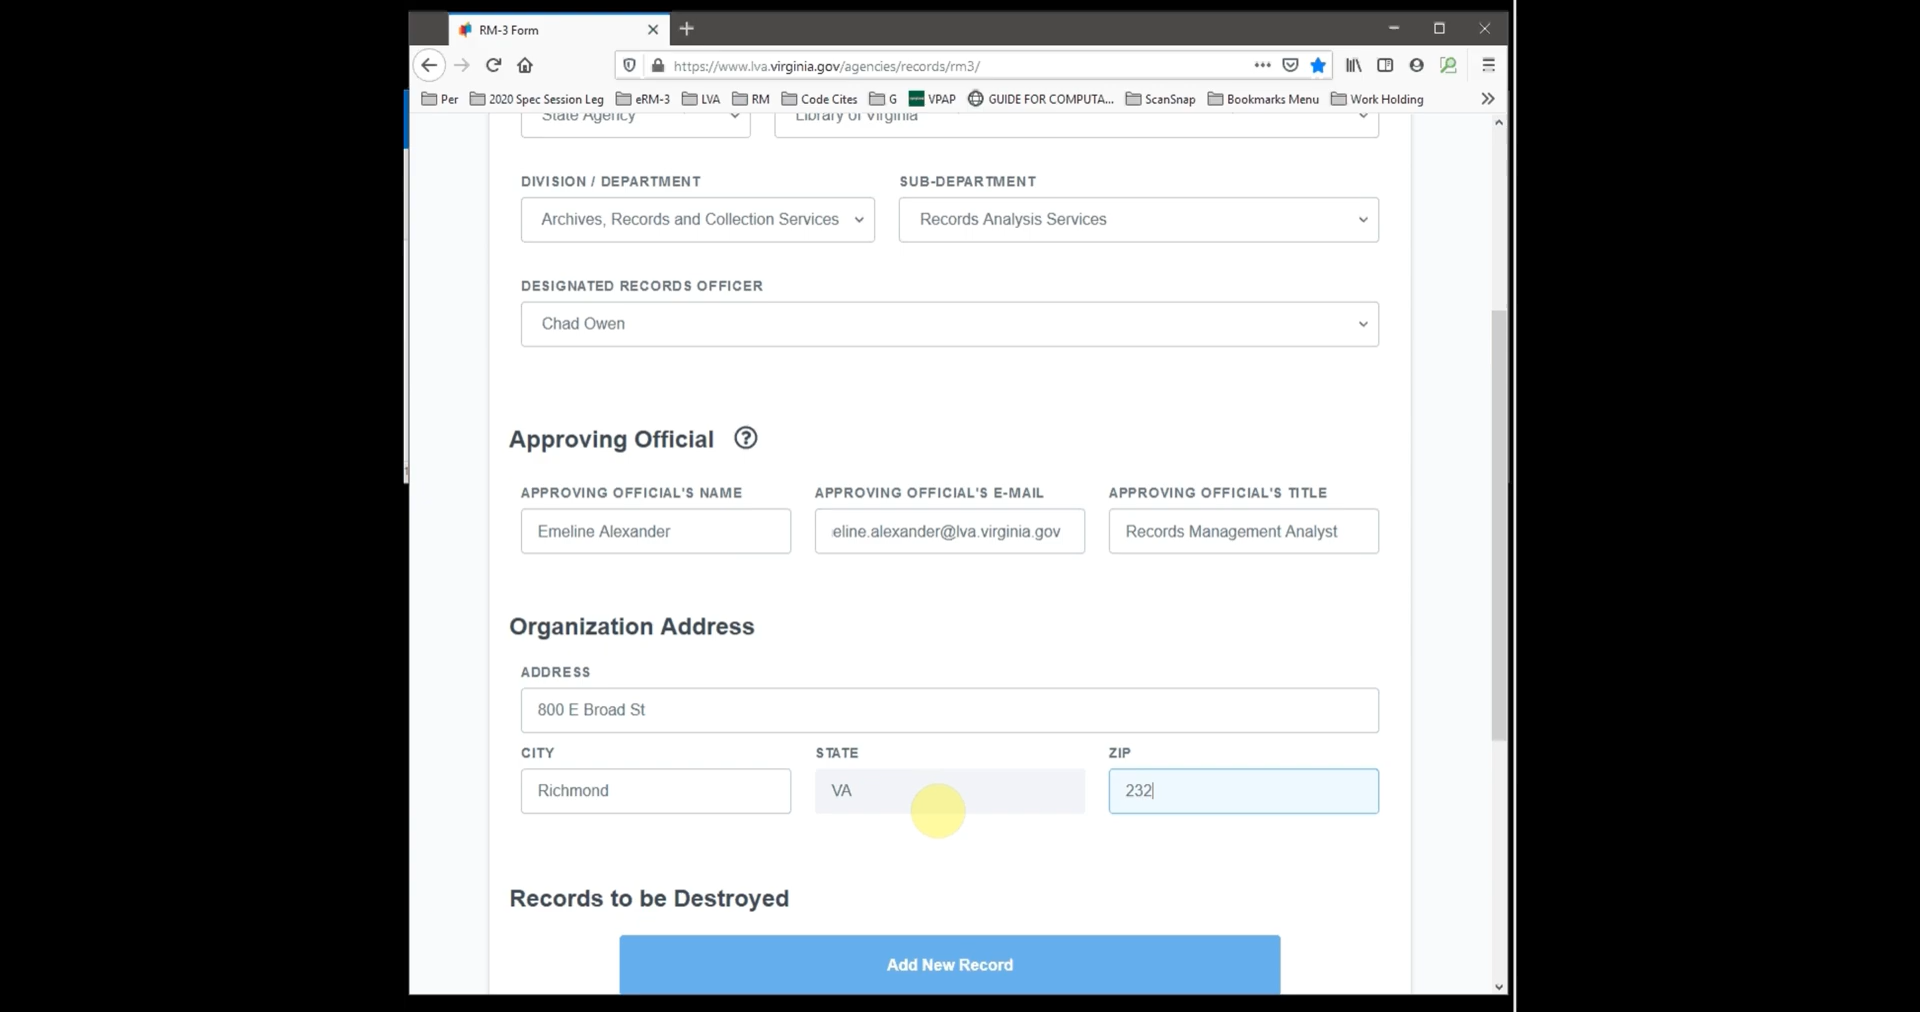 RM-3 Form
https://www.lva.virginia.gov/agencies/records/rm3/
Per 2020 Spec Session Leg eRM-3 LVA RM Code Cites G VPAP GUIDE FOR COMPUTA... ScanSnap Bookmarks Menu Work Holding
State Agency Library of Virginia
DIVISION / DEPARTMENT SUB-DEPARTMENT
Archives, Records and Collection Services Records Analysis Services
DESIGNATED RECORDS OFFICER
Chad Owen
Approving Official ?
APPROVING OFFICIAL'S NAME APPROVING OFFICIAL'S E-MAIL APPROVING OFFICIAL'S TITLE
Emeline Alexander eline.alexander@lva.virginia.gov Records Management Analyst
Organization Address
ADDRESS
800 E Broad St
CITY STATE ZIP
Richmond VA 232
Records to be Destroyed
Add New Record